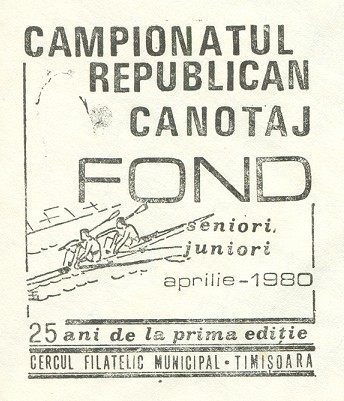 CAMPIONATUL
REPUBLICAN
CANOTAJ
FOND
seniori,
juniori
aprilie-1980
25 ani de la prima ediție
CERCUL FILATELIC MUNICIPAL • TIMIȘOARA